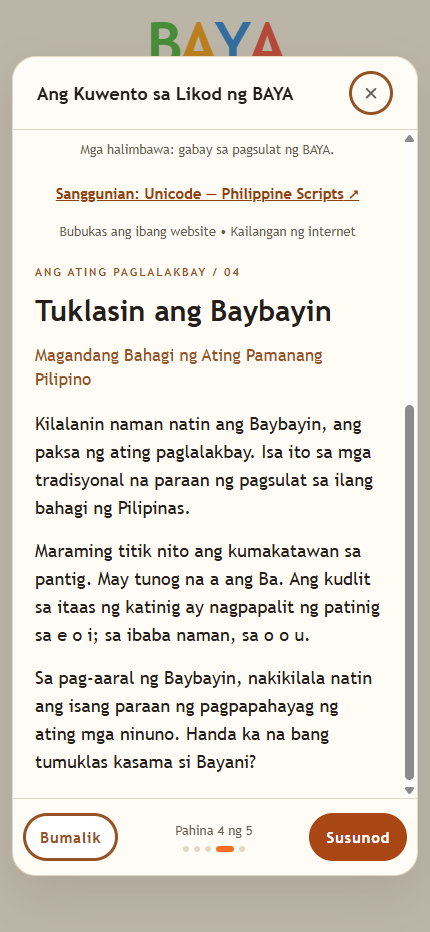 BAYA
Ang Kuwento sa Likod ng BAYA
Mga halimbawa: gabay sa pagsulat ng BAYA.
Sanggunian: Unicode — Philippine Scripts ↗
Bubukas ang ibang website • Kailangan ng internet
ANG ATING PAGLALAKBAY / 04
Tuklasin ang Baybayin
Magandang Bahagi ng Ating Pamanang
Pilipino
Kilalanin naman natin ang Baybayin, ang
paksa ng ating paglalakbay. Isa ito sa mga
tradisyonal na paraan ng pagsulat sa ilang
bahagi ng Pilipinas.
Maraming titik nito ang kumakatawan sa
pantig. May tunog na a ang Ba. Ang kudlit
sa itaas ng katinig ay nagpapalit ng patinig
sa e o i; sa ibaba naman, sa o o u.
Sa pag-aaral ng Baybayin, nakikilala natin
ang isang paraan ng pagpapahayag ng
ating mga ninuno. Handa ka na bang
tumuklas kasama si Bayani?
Bumalik
Pahina 4 ng 5
Susunod